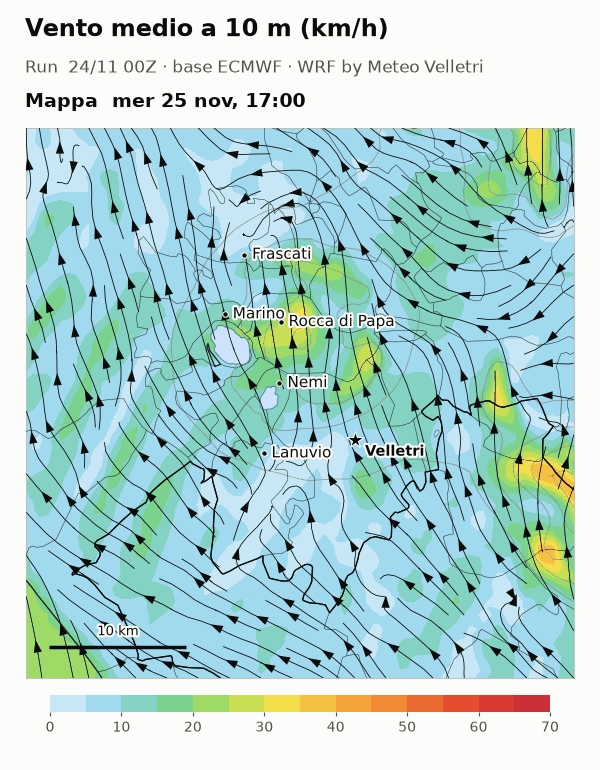 Vento medio a 10 m (km/h)
Run  24/11 00Z · base ECMWF · WRF by Meteo Velletri
Mappa  mer 25 nov, 17:00
Frascati
Marino
Rocca di Papa
Nemi
Velletri
Lanuvio
10 km
0 10 20 30 40 50 60 70